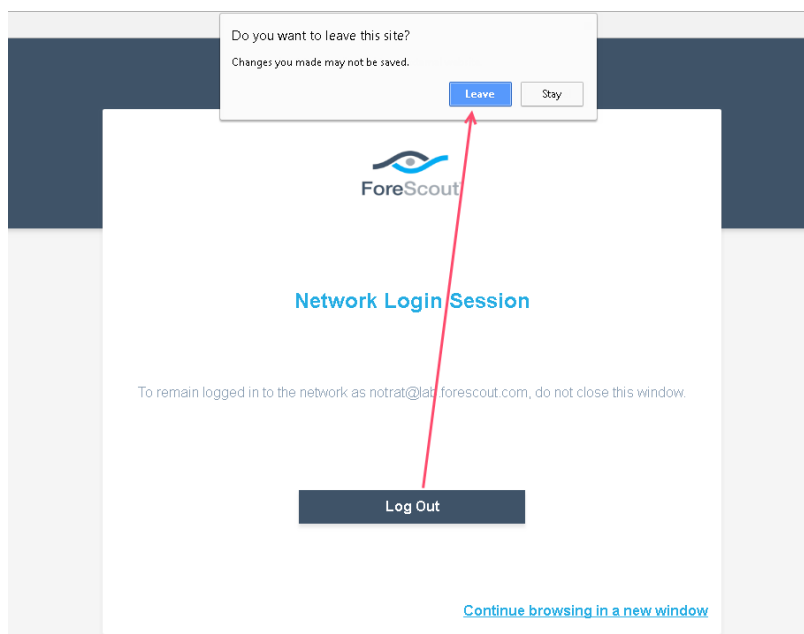 Do you want to leave this site?
Changes you made may not be saved.
Leave Stay
ForeScout
Network Login Session
To remain logged in to the network as notrat@lab.forescout.com, do not close this window.
Log Out
Continue browsing in a new window